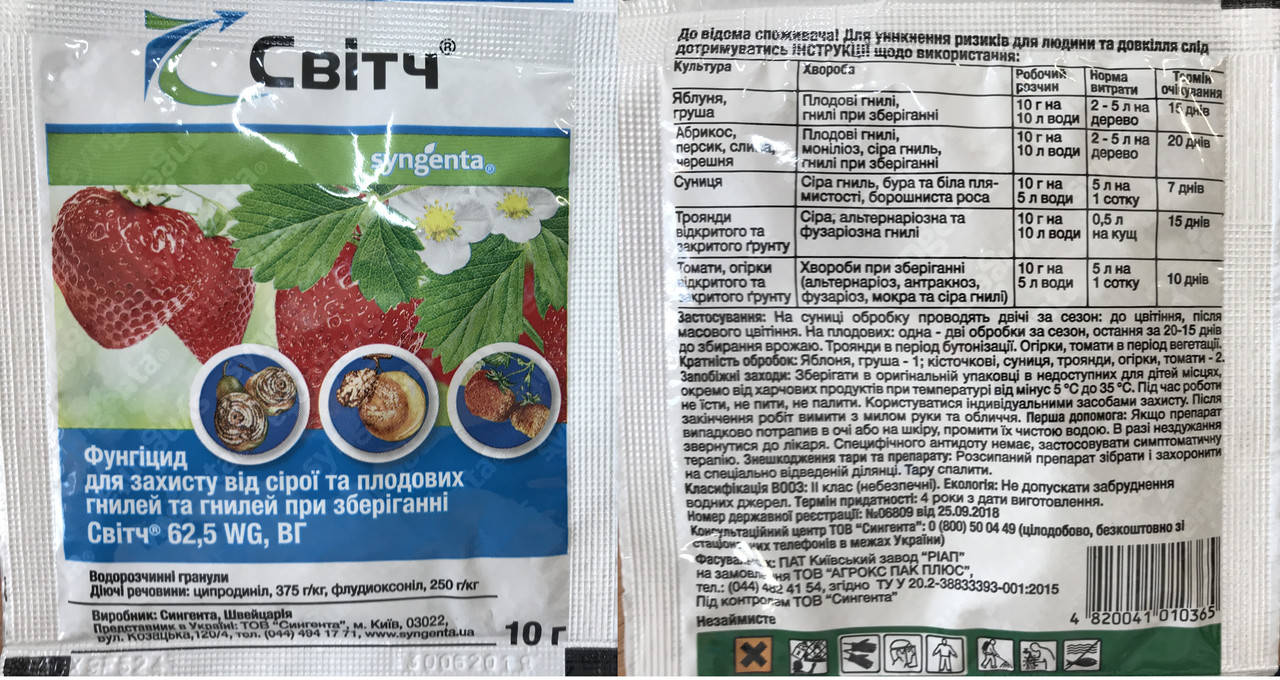 Світч®
syngenta®
Фунгіцид
для захисту від сірої та плодових
гнилей та гнилей при зберіганні
Світч® 62,5 WG, ВГ
Водорозчинні гранули
Діючі речовини: ципродиніл, 375 г/кг, флудиоксоніл, 250 г/кг
Виробник: Сингента, Швейцарія
Представник в Україні: ТОВ "Сингента", м. Київ, 03022,
вул. Козацька,120/4, тел. (044) 494 17 71, www.syngenta.ua
10 г
До відома споживача! Для уникнення ризиків для людини та довкілля слід
дотримуватись ІНСТРУКЦІЇ щодо використання:
Культура Хвороба Робочий розчин Норма витрати Термін очікування
Яблуня, Плодові гнилі, 10 г на 2 - 5 л на 15 днів
груша гнилі при зберіганні 10 л води дерево
Абрикос, Плодові гнилі, 10 г на 2 - 5 л на 20 днів
персик, слива, моніліоз, сіра гниль, 10 л води дерево
черешня гнилі при зберіганні
Суниця Сіра гниль, бура та біла пля- 10 г на 5 л на 7 днів
мистості, борошниста роса 5 л води 1 сотку
Троянди Сіра, альтернаріозна та 10 г на 0,5 л 15 днів
відкритого та фузаріозна гнилі 10 л води на кущ
закритого ґрунту
Томати, огірки Хвороби при зберіганні 10 г на 5 л на 10 днів
відкритого та (альтернаріоз, антракноз, 5 л води 1 сотку
закритого ґрунту фузаріоз, мокра та сіра гнилі)
Застосування: На суниці обробку проводять двічі за сезон: до цвітіння, після
масового цвітіння. На плодових: одна - дві обробки за сезон, остання за 20-15 днів
до збирання врожаю. Троянди в період бутонізації. Огірки, томати в період вегетації.
Кратність обробок: Яблоня, груша - 1; кісточкові, суниця, троянди, огірки, томати - 2.
Запобіжні заходи: Зберігати в оригінальній упаковці в недоступних для дітей місцях,
окремо від харчових продуктів при температурі від мінус 5 °С до 35 °С. Під час роботи
не їсти, не пити, не палити. Користуватися індивідуальними засобами захисту. Після
закінчення робіт вимити з милом руки та обличчя. Перша допомога: Якщо препарат
випадково потрапив в очі або на шкіру, промити їх чистою водою. В разі нездужання
звернутися до лікаря. Специфічного антидоту немає, застосовувати симптоматичну
терапію. Знешкодження тари та препарату: Розсипаний препарат зібрати і захоронити
на спеціально відведеній ділянці. Тару спалити.
Класифікація ВООЗ: ІІ клас (небезпечні). Екологія: Не допускати забруднення
водних джерел. Термін придатності: 4 роки з дати виготовлення.
Номер державної реєстрації: №06809 від 25.09.2018
Консультаційний центр ТОВ "Сингента": 0 (800) 50 04 49 (цілодобово, безкоштовно зі
стаціонарних телефонів в межах України)
Фасувальник: ПАТ Київський завод "РІАП"
на замовлення ТОВ "АГРОКС ПАК ПЛЮС",
тел.: (044) 482 41 54, згідно ТУ У 20.2-38833393-001:2015
Під контролем ТОВ "Сингента"
Незаймисте
4 820041 010365